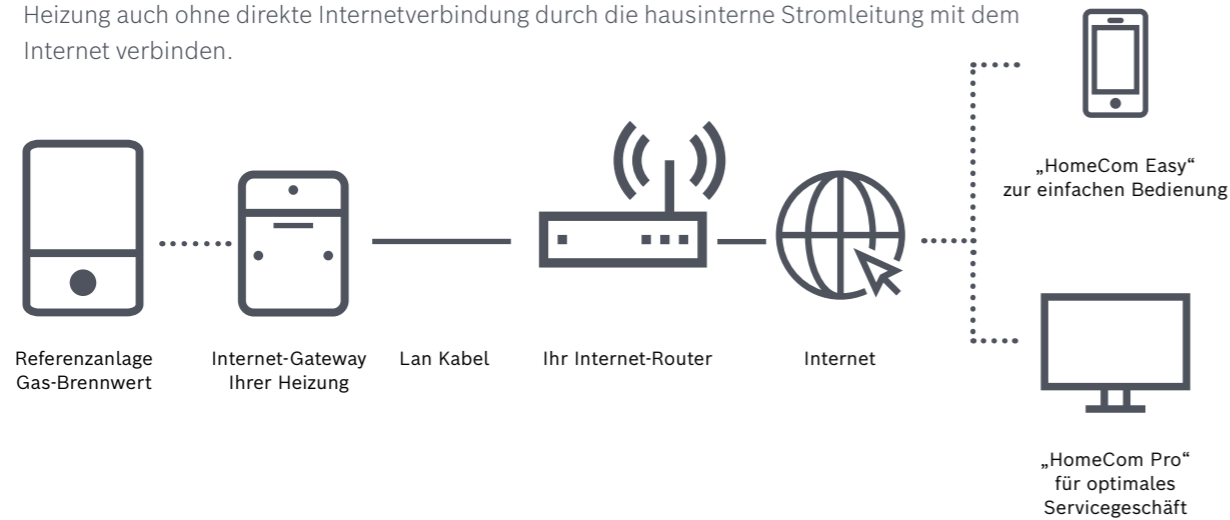 Heizung auch ohne direkte Internetverbindung durch die hausinterne Stromleitung mit dem
Internet verbinden.
„HomeCom Easy“
zur einfachen Bedienung
Referenzanlage
Gas-Brennwert
Internet-Gateway
Ihrer Heizung
Lan Kabel
Ihr Internet-Router
Internet
„HomeCom Pro“
für optimales
Servicegeschäft